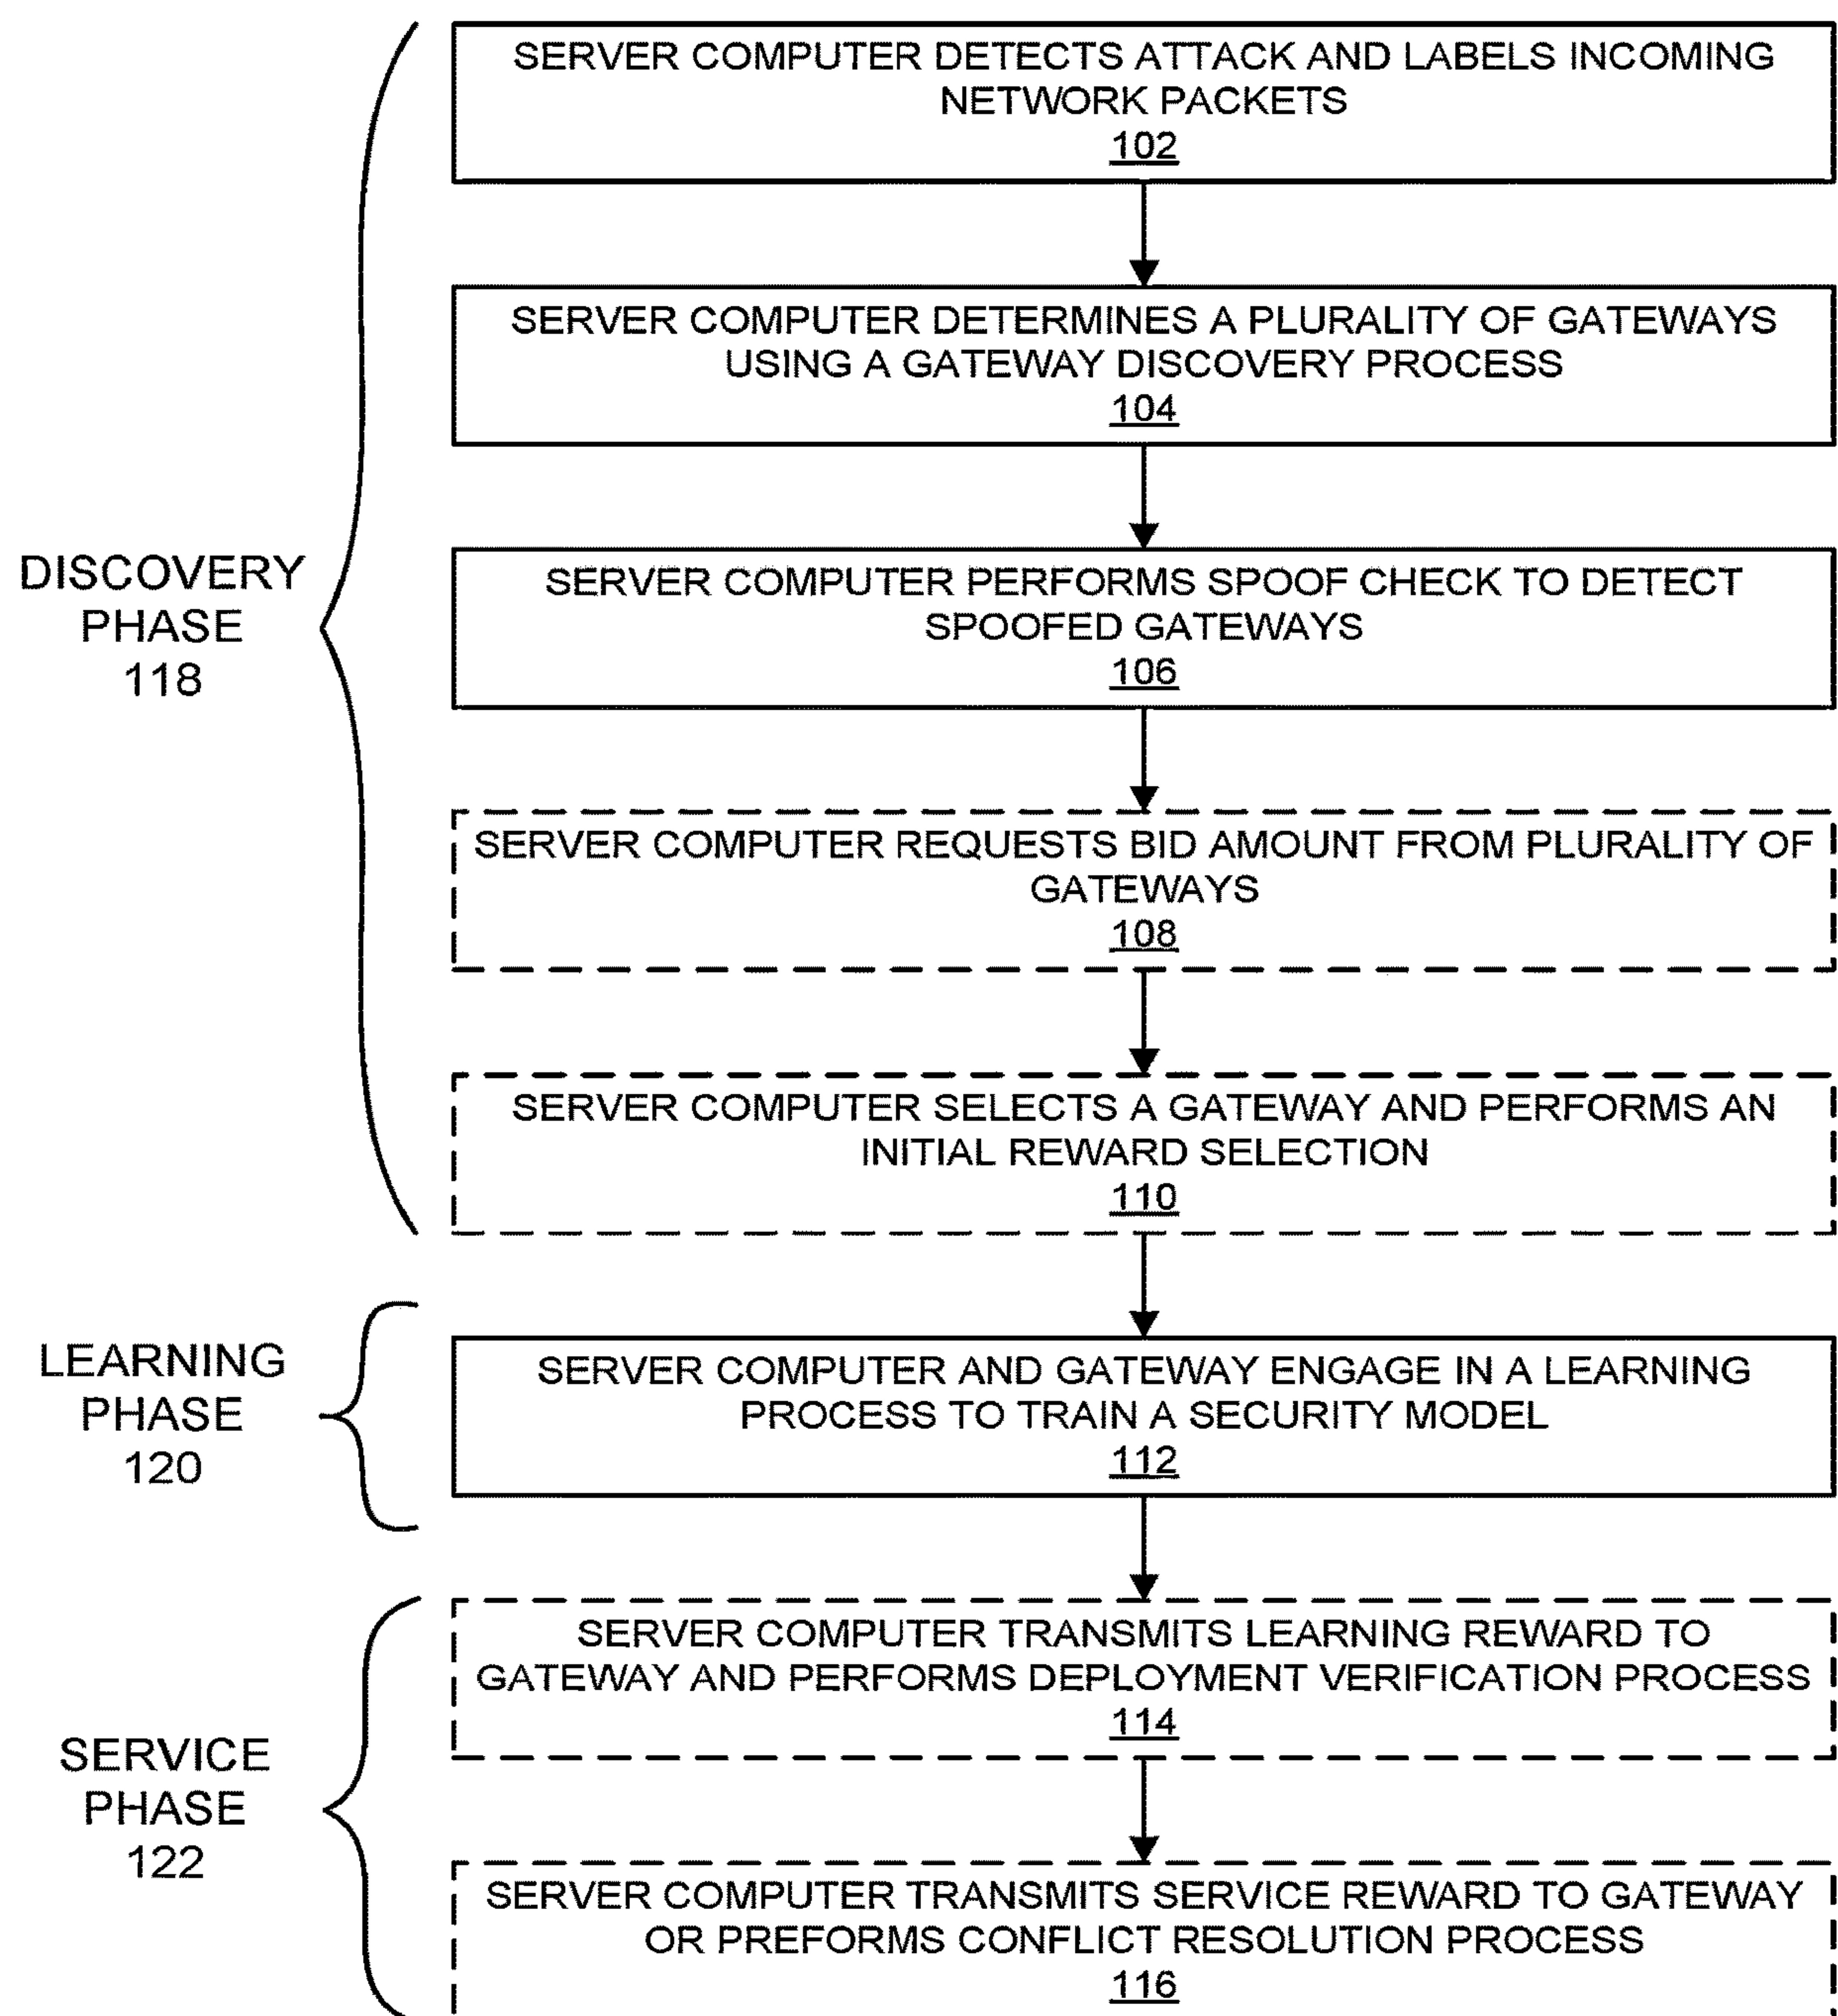 SERVER COMPUTER DETECTS ATTACK AND LABELS INCOMING
NETWORK PACKETS
102
SERVER COMPUTER DETERMINES A PLURALITY OF GATEWAYS
USING A GATEWAY DISCOVERY PROCESS
104
DISCOVERY
PHASE
118
SERVER COMPUTER PERFORMS SPOOF CHECK TO DETECT
SPOOFED GATEWAYS
106
SERVER COMPUTER REQUESTS BID AMOUNT FROM PLURALITY OF
GATEWAYS
108
SERVER COMPUTER SELECTS A GATEWAY AND PERFORMS AN
INITIAL REWARD SELECTION
110
LEARNING
PHASE
120
SERVER COMPUTER AND GATEWAY ENGAGE IN A LEARNING
PROCESS TO TRAIN A SECURITY MODEL
112
SERVER COMPUTER TRANSMITS LEARNING REWARD TO
GATEWAY AND PERFORMS DEPLOYMENT VERIFICATION PROCESS
114
SERVICE
PHASE
122
SERVER COMPUTER TRANSMITS SERVICE REWARD TO GATEWAY
OR PREFORMS CONFLICT RESOLUTION PROCESS
116